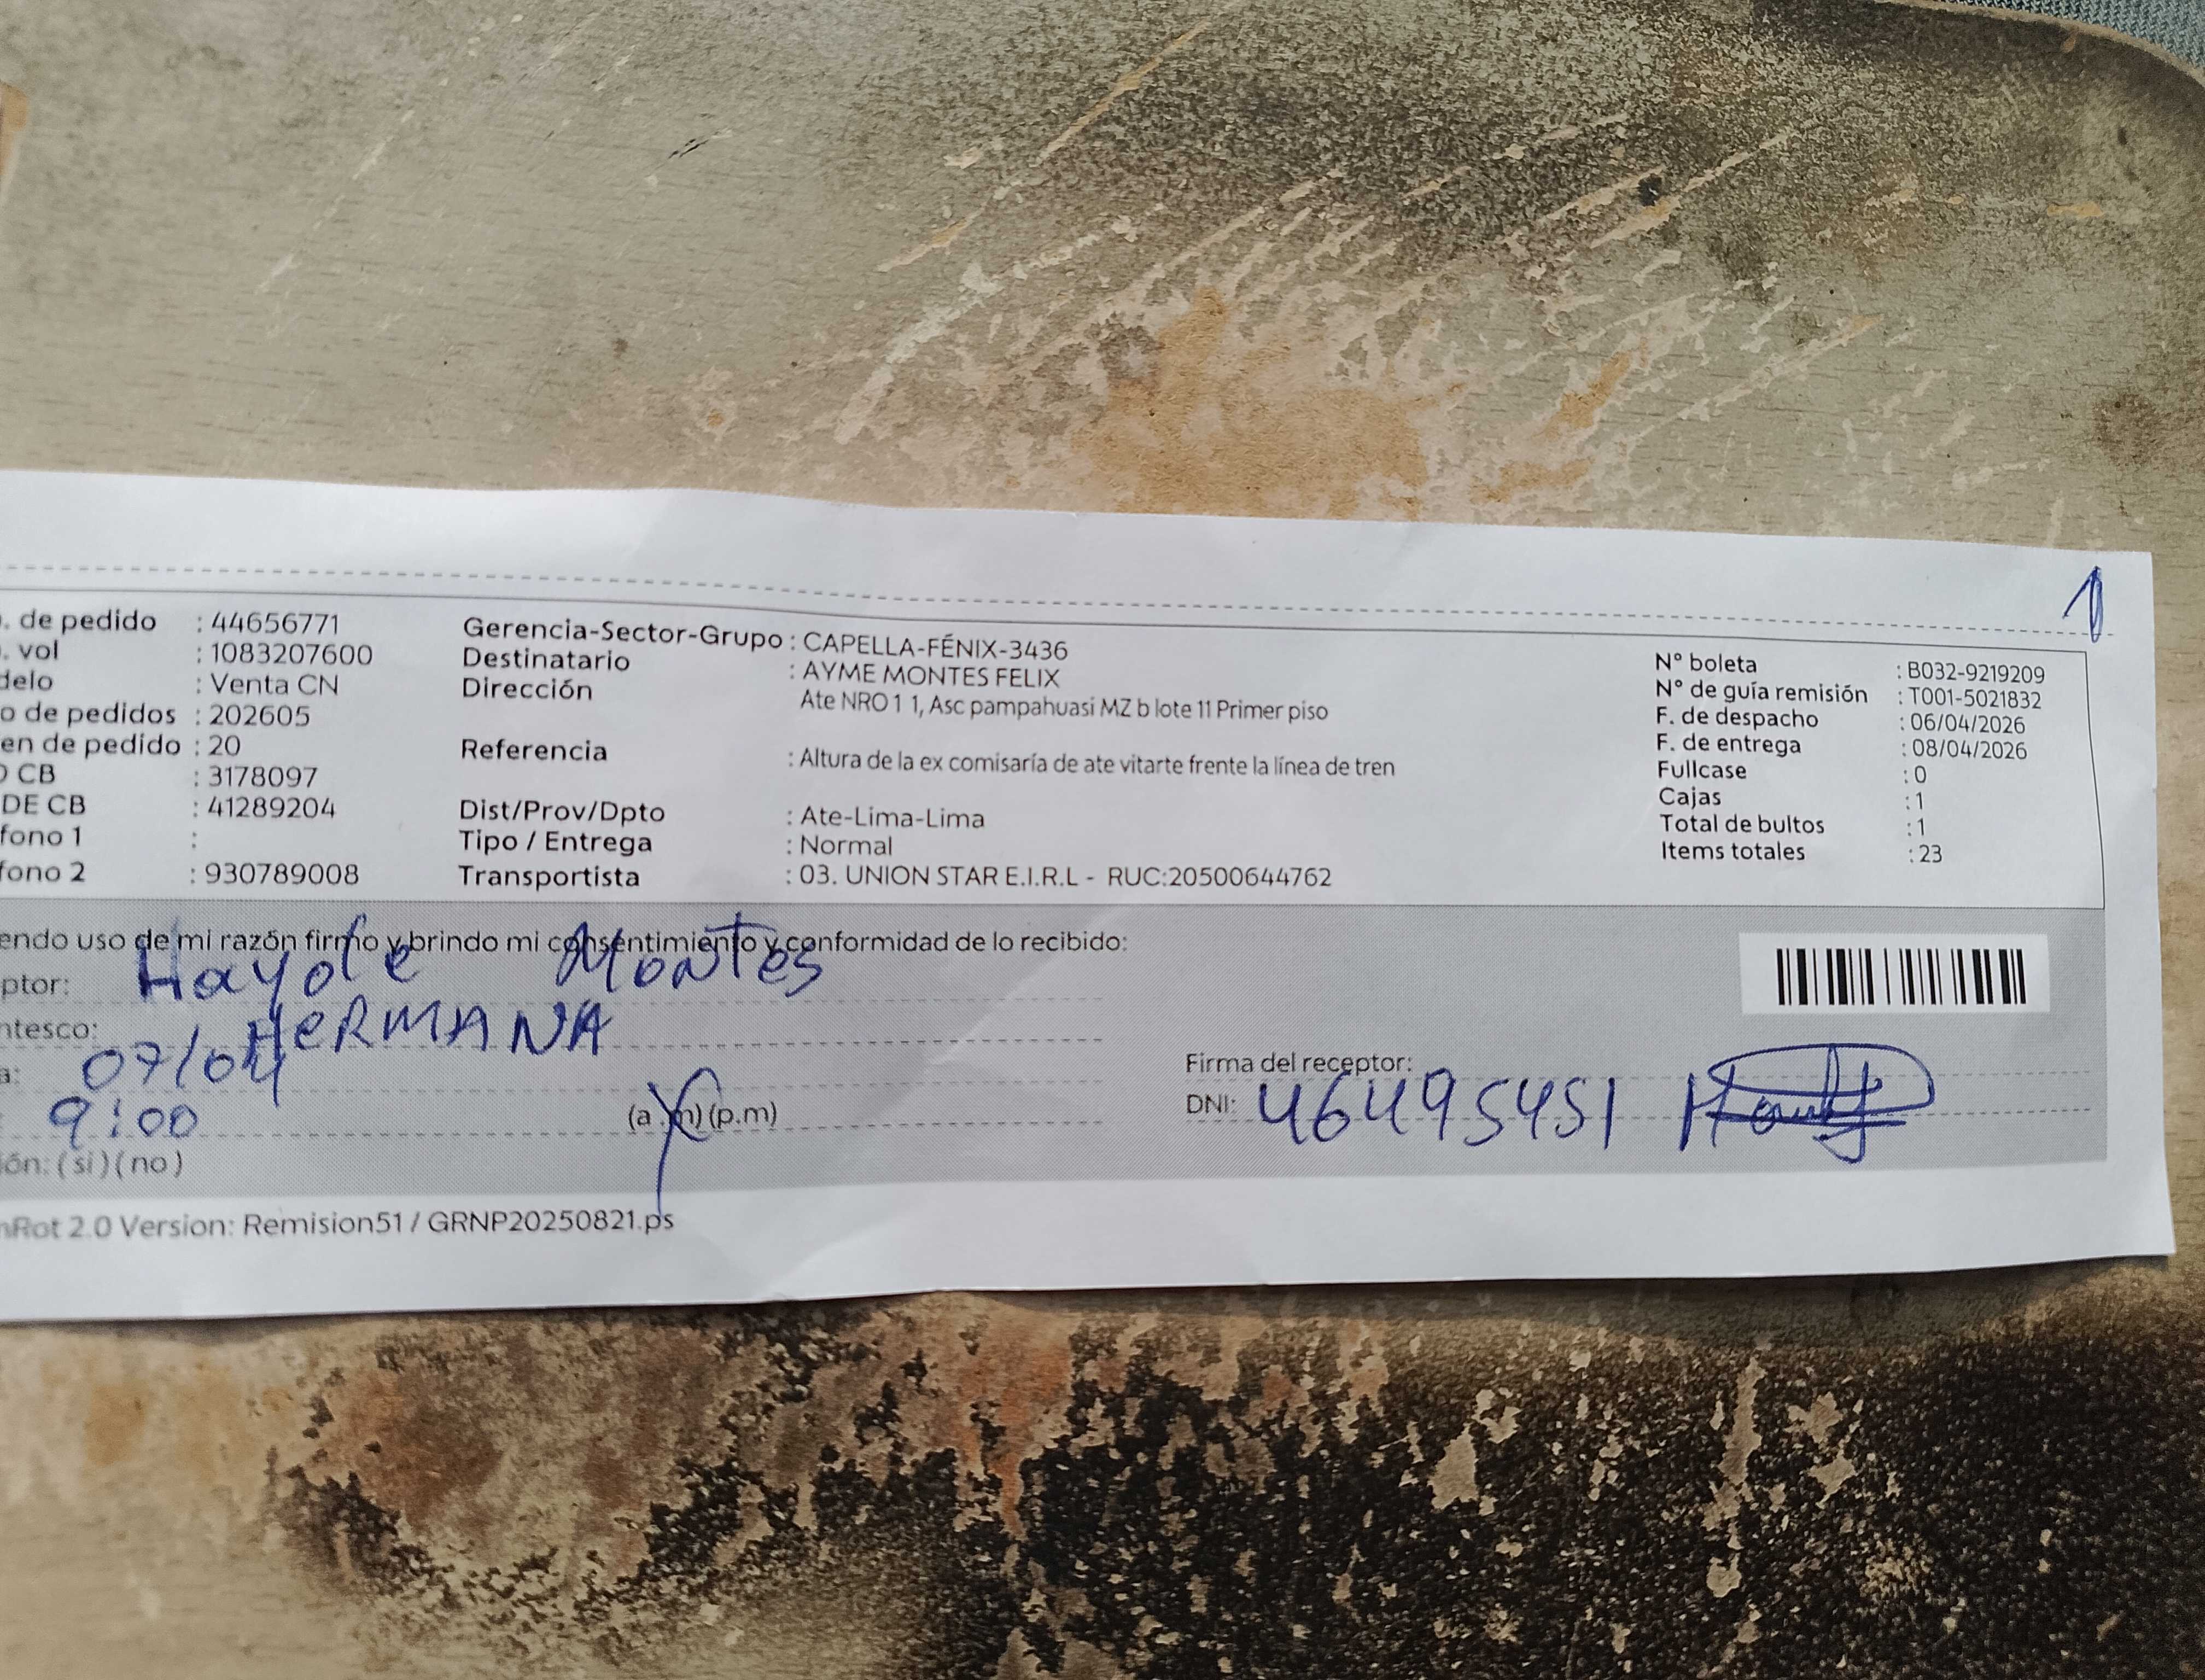 1
. de pedido : 44656771
. vol : 1083207600
delo : Venta CN
o de pedidos : 202605
en de pedido : 20
O CB : 3178097
DE CB : 41289204
fono 1 :
fono 2 : 930789008
Gerencia-Sector-Grupo : CAPELLA-FÉNIX-3436
Destinatario : AYME MONTES FELIX
Dirección Ate NRO 1 1, Asc pampahuasi MZ b lote 11 Primer piso
Referencia : Altura de la ex comisaría de ate vitarte frente la línea de tren
Dist/Prov/Dpto : Ate-Lima-Lima
Tipo / Entrega : Normal
Transportista : 03. UNION STAR E.I.R.L - RUC:20500644762
N° boleta : B032-9219209
N° de guía remisión : T001-5021832
F. de despacho : 06/04/2026
F. de entrega : 08/04/2026
Fullcase : 0
Cajas : 1
Total de bultos : 1
Items totales : 23
endo uso de mi razón firmo y brindo mi consentimiento y conformidad de lo recibido:
ptor: Montes
ntesco: HERMANA
a: 07/04
9:00 (a.m)(p.m)
ión: (si)(no)
Firma del receptor:
DNI: 46495451
nRot 2.0 Version: Remision51 / GRNP20250821.ps